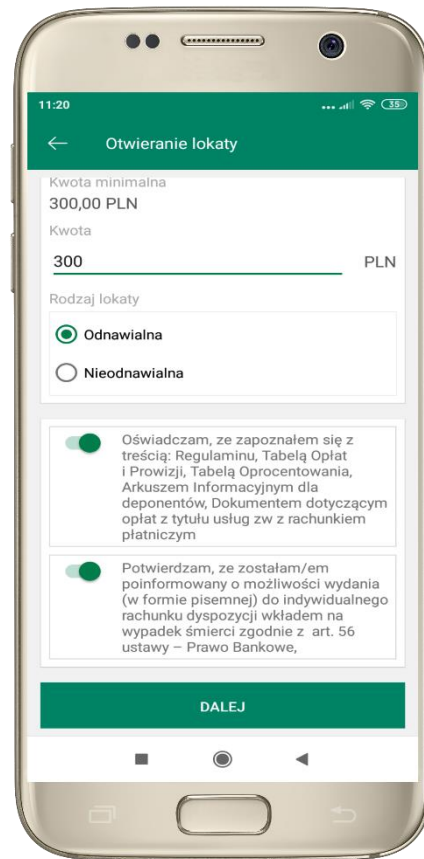 11:20
35
Otwieranie lokaty
Kwota minimalna
300,00 PLN
Kwota
300 PLN
Rodzaj lokaty
Odnawialna
Nieodnawialna
Oświadczam, ze zapoznałem się z
treścią: Regulaminu, Tabelą Opłat
i Prowizji, Tabelą Oprocentowania,
Arkuszem Informacyjnym dla
deponentów, Dokumentem dotyczącym
opłat z tytułu usług zw z rachunkiem
płatniczym
Potwierdzam, ze zostałam/em
poinformowany o możliwości wydania
(w formie pisemnej) do indywidualnego
rachunku dyspozycji wkładem na
wypadek śmierci zgodnie z art. 56
ustawy – Prawo Bankowe,
DALEJ